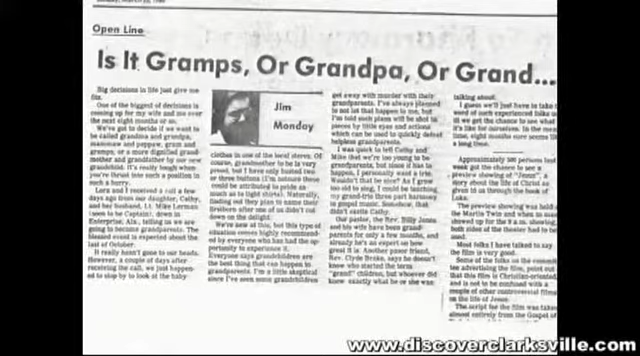 Open Line
Is It Gramps, Or Grandpa, Or Grand...
Big decisions in life just give me
fits.
One of the biggest of decisions is
coming up for my wife and me over
the next eight months or so.
We've got to decide if we want to
be called grandma and grandpa,
mammaw and peppaw, gram and
gramps, or a more dignified grand-
mother and grandfather by our new
grandchild. It's really tough when
you're thrust into such a position in
such a hurry.
Lora and I received a call a few
days ago from our daughter, Cathy,
and her husband, Lt. Mike Lerman
(soon to be Captain), down in
Enterprise, Ala., telling us we are
going to become grandparents. The
blessed event is expected about the
last of October.
It really hasn't gone to our heads.
However, a couple of days after
receiving the call, we just happen-
ed to stop by to look at the baby
Jim
Monday
clothes in one of the local stores. Of
course, grandmother to be is very
proud, but I have only busted two
or three buttons (I'm
could be attributed to pride as
much as to tight shirts). Naturally,
finding out they plan to name their
firstborn after one of us didn't cut
down on the delight.
We're new at this, but this type of
situation comes highly recommend-
ed by everyone who has had the op-
portunity to experience it.
Everyone says grandchildren are
the best thing that can happen to
grandparents. I'm a little skeptical
since I've seen some grandchildren
get away with murder with their
grandparents. I've always planned
to not let that happen to me, but
I'm told such plans will be shot to
pieces by little eyes and actions
which can be used to quickly defeat
helpless grandparents.
I was quick to tell Cathy and
Mike that we're too young to be
grandparents, but since it has to
happen, I personally want a trio.
Wouldn't that be nice? As I grow
too old to sing, I could be teaching
my grand-trio three part harmony
in gospel music. Somehow, that
didn't excite Cathy.
Our pastor, the Rev. Billy Jones
and his wife have been grand-
parents for only a few months, and
already he's an expert on how
great it is. Another pasor friend,
Rev. Clyde says he doesn't
know who started the term
"grand" children, but whoever did
knew exactly what he or she was
talking about.
I guess we'll just have to take
word of such experienced folks
til we get the chance to see what
it's like for ourselves. In the mean
time, eight months sure seems like
a long time.
Approximately 500 persons last
week got the chance to see a
preview showing of "Jesus", a
story about the life of Christ as
given to us through the book of
Luke.
The preview showing was held
the Martin Twin and when so many
showed up for the 9 a.m. showing,
both sides of the theater had to be
used.
Most folks I have talked to say
the film is very good.
Some of the folks on the commit-
tee advertising the film, point out
that this film is Christian-oriented
and is not to be confused with a
couple of other controversial films
on the life of Jesus.
The script for the film was taken
almost entirely from the Gospel of
www.discoverclarksville.com